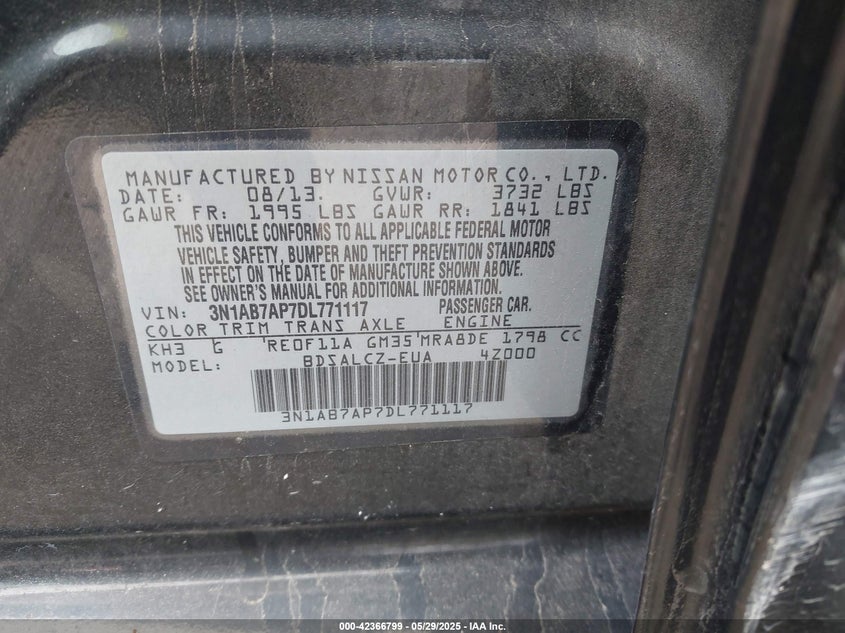 MANUFACTURED BY NISSAN MOTOR CO., LTD.
DATE: 08/13. GVWR: 3732 LBS
GAWR FR: 1995 LBS GAWR RR: 1841 LBS
THIS VEHICLE CONFORMS TO ALL APPLICABLE FEDERAL MOTOR
VEHICLE SAFETY, BUMPER AND THEFT PREVENTION STANDARDS
IN EFFECT ON THE DATE OF MANUFACTURE SHOWN ABOVE.
SEE OWNER'S MANUAL FOR ADDITIONAL INFORMATION.
VIN: 3N1AB7AP7DL771117 PASSENGER CAR.
COLOR TRIM TRANS AXLE ENGINE
KH3 G 'RE0F11A GM35'MRA8DE 1798 CC
MODEL: BDSALCZ-EUA 4Z000
3N1AB7AP7DL771117
000-42366799 — 05/29/2025 — IAA Inc.